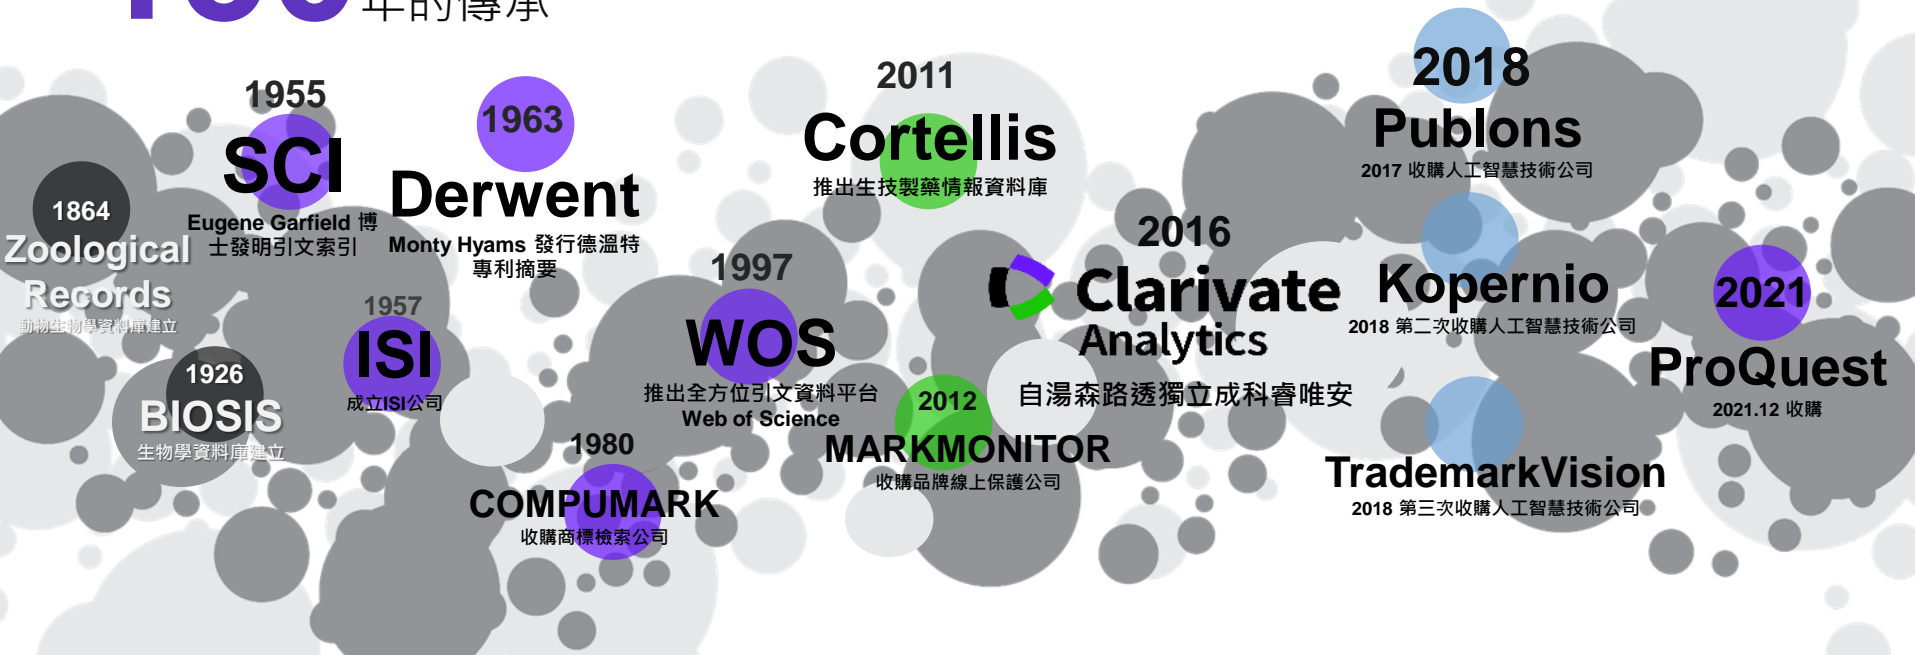 年的傳承
1864
Zoological
Records
動物生物學資料庫建立
1926
BIOSIS
生物學資料庫建立
1955
SCI
Eugene Garfield 博
士發明引文索引
1957
ISI
成立ISI公司
1963
Derwent
Monty Hyams 發行德溫特
專利摘要
1980
COMPUMARK
收購商標檢索公司
1997
WOS
推出全方位引文資料平台
Web of Science
2011
Cortellis
推出生技製藥情報資料庫
2012
MARKMONITOR
收購品牌線上保護公司
2016
Clarivate
Analytics
自湯森路透獨立成科睿唯安
2018
Publons
2017 收購人工智慧技術公司
Kopernio
2018 第二次收購人工智慧技術公司
TrademarkVision
2018 第三次收購人工智慧技術公司
2021
ProQuest
2021.12 收購